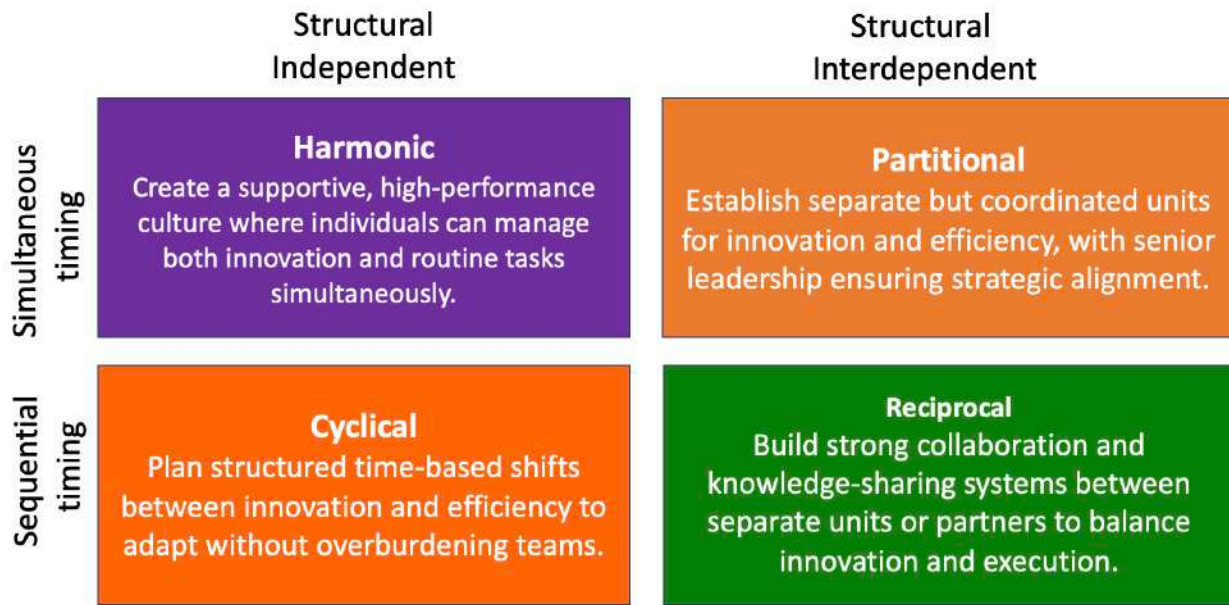 Structural
Independent
Structural
Interdependent
Simultaneous
timing
Harmonic
Create a supportive, high-performance
culture where individuals can manage
both innovation and routine tasks
simultaneously.
Partitional
Establish separate but coordinated units
for innovation and efficiency, with senior
leadership ensuring strategic alignment.
Sequential
timing
Cyclical
Plan structured time-based shifts
between innovation and efficiency to
adapt without overburdening teams.
Reciprocal
Build strong collaboration and
knowledge-sharing systems between
separate units or partners to balance
innovation and execution.